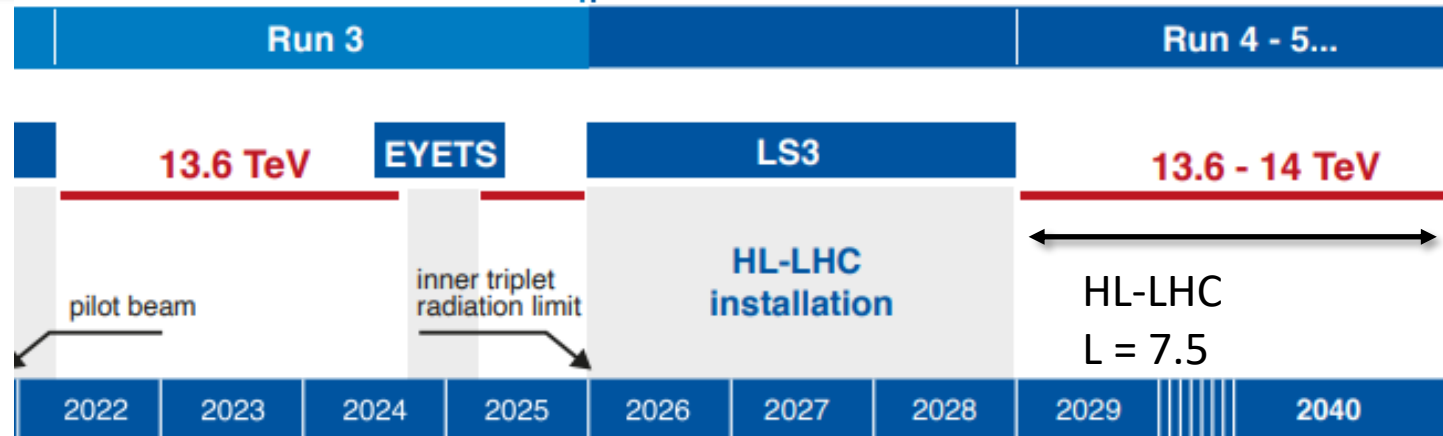 Run 3
Run 4 - 5...
13.6 TeV
EYETS
LS3
13.6 - 14 TeV
pilot beam
inner triplet
radiation limit
HL-LHC
installation
HL-LHC
L = 7.5
2022
2023
2024
2025
2026
2027
2028
2029
2040